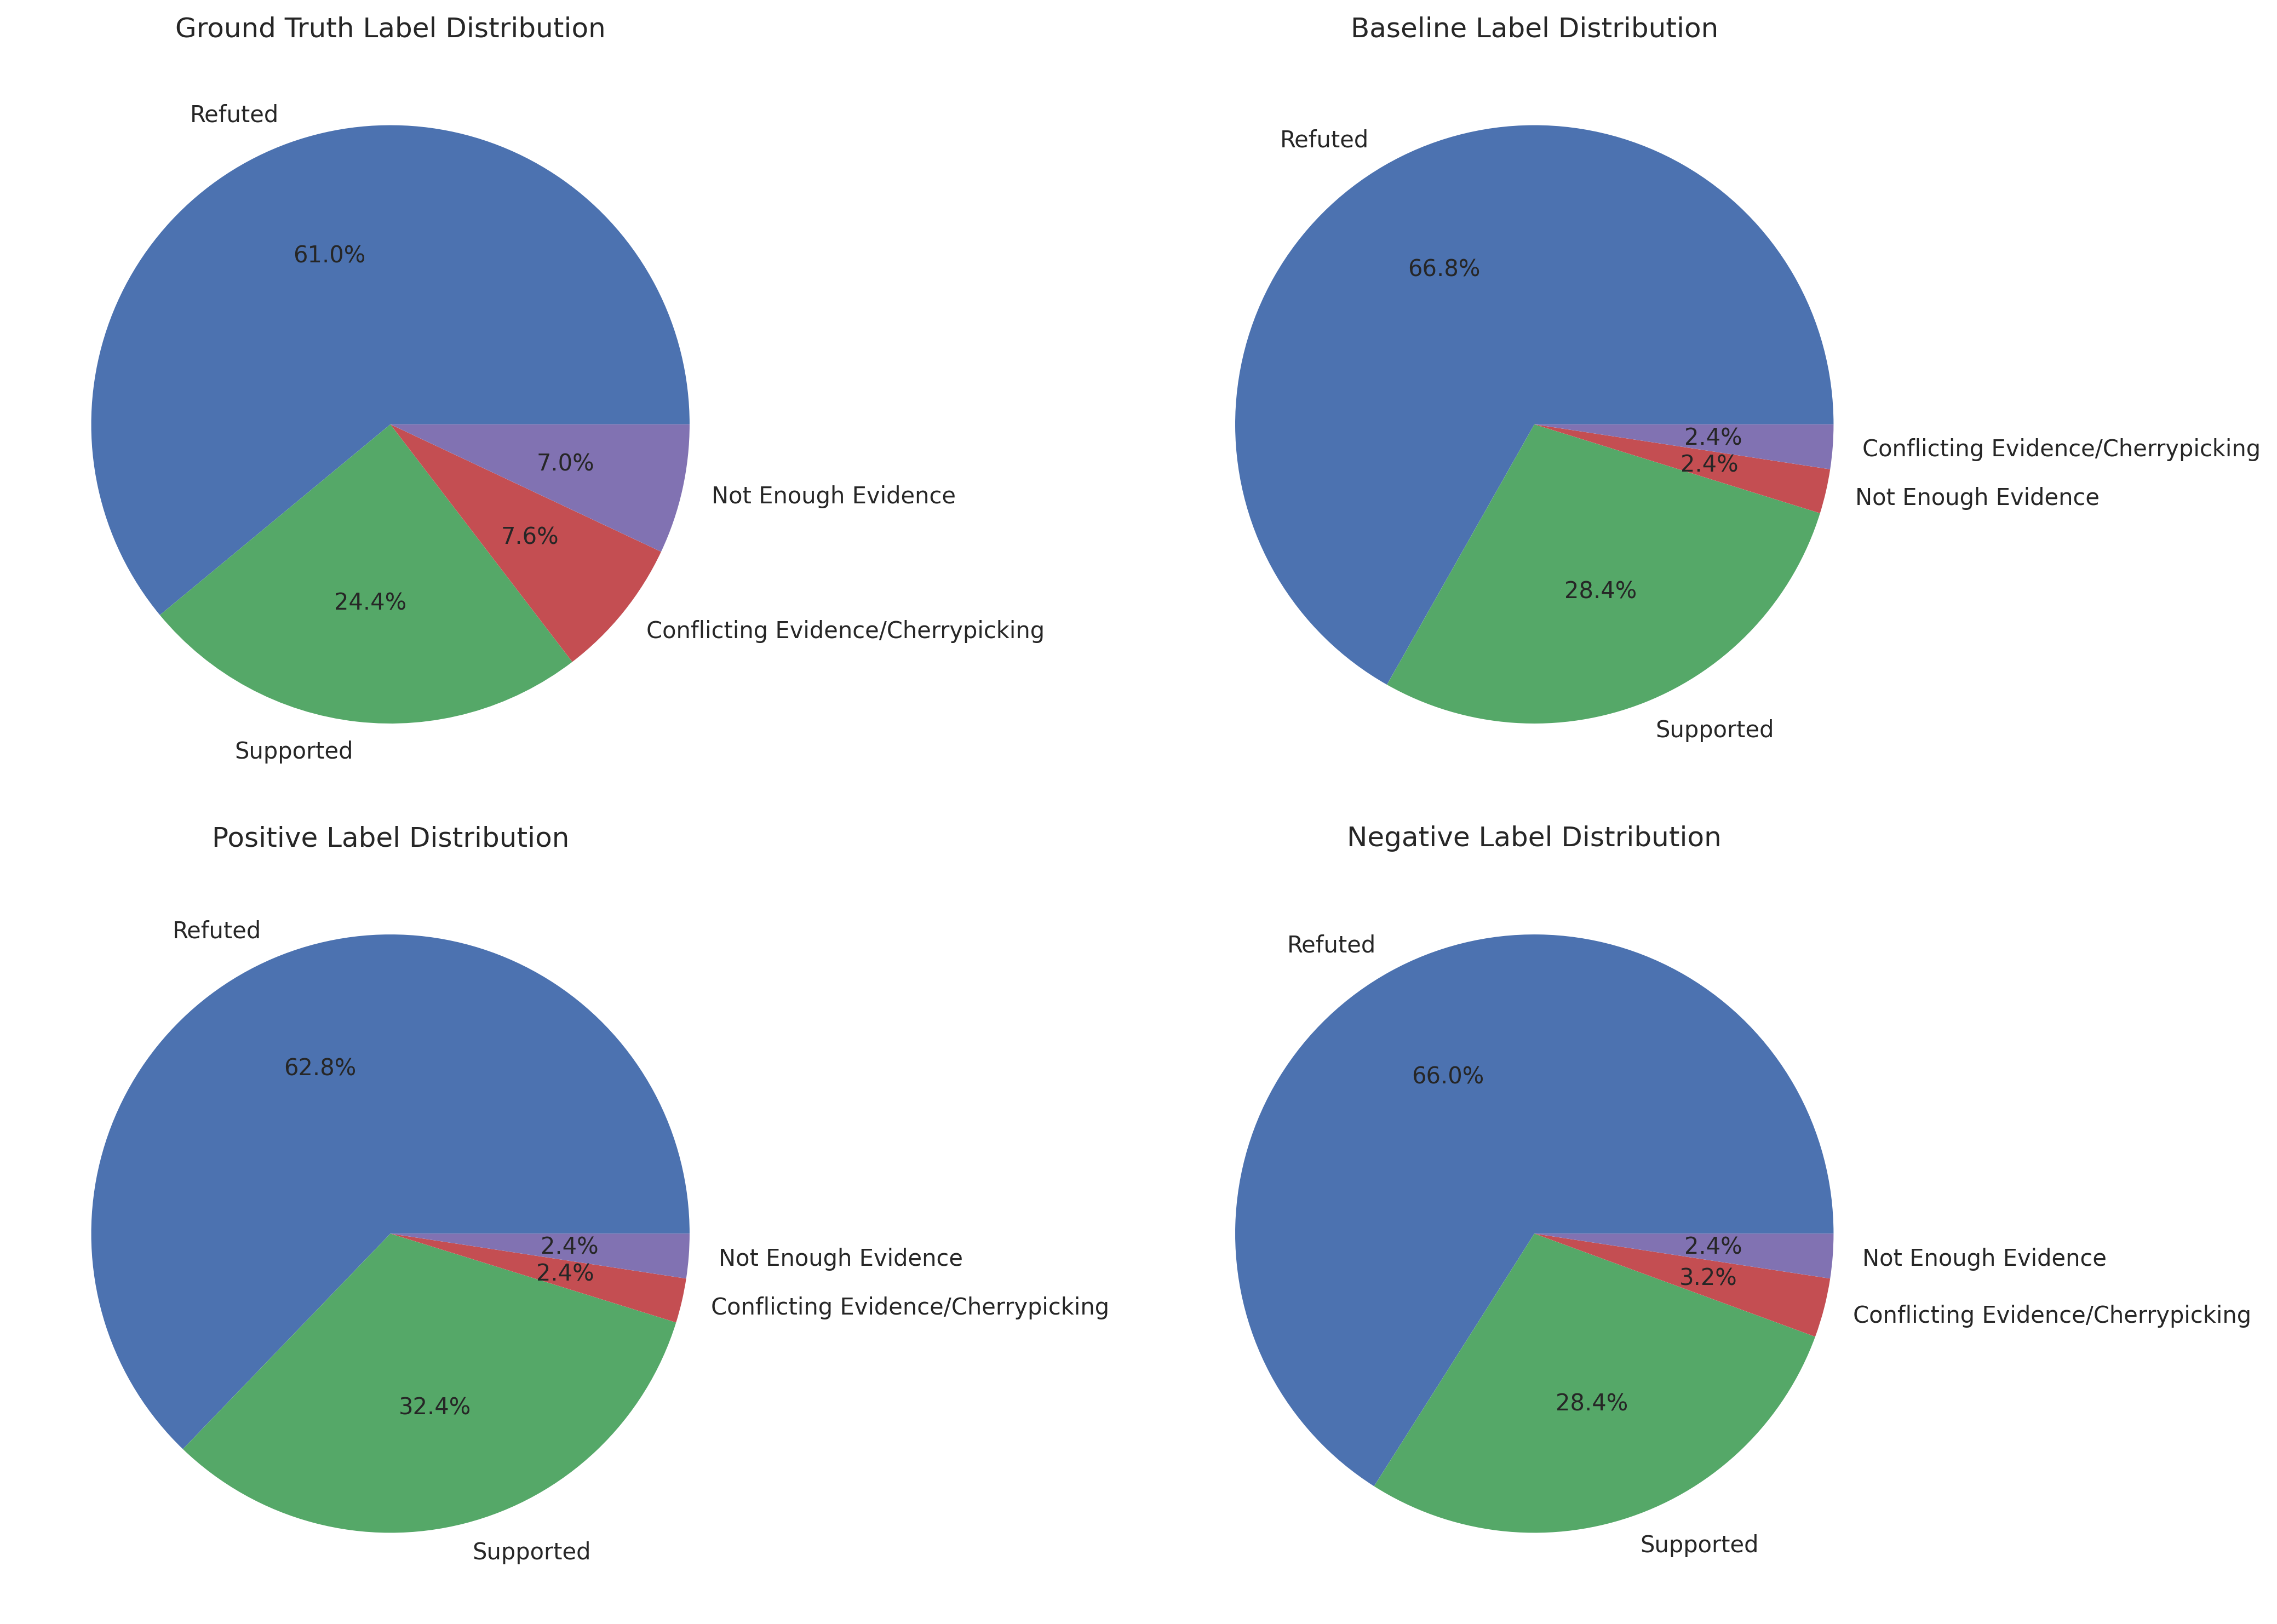 Ground Truth Label Distribution
Refuted
61.0%
7.0%
Not Enough Evidence
7.6%
Conflicting Evidence/Cherrypicking
24.4%
Supported
Baseline Label Distribution
Refuted
66.8%
2.4%
Conflicting Evidence/Cherrypicking
2.4%
Not Enough Evidence
28.4%
Supported
Positive Label Distribution
Refuted
62.8%
2.4%
Not Enough Evidence
2.4%
Conflicting Evidence/Cherrypicking
32.4%
Supported
Negative Label Distribution
Refuted
66.0%
2.4%
Not Enough Evidence
3.2%
Conflicting Evidence/Cherrypicking
28.4%
Supported